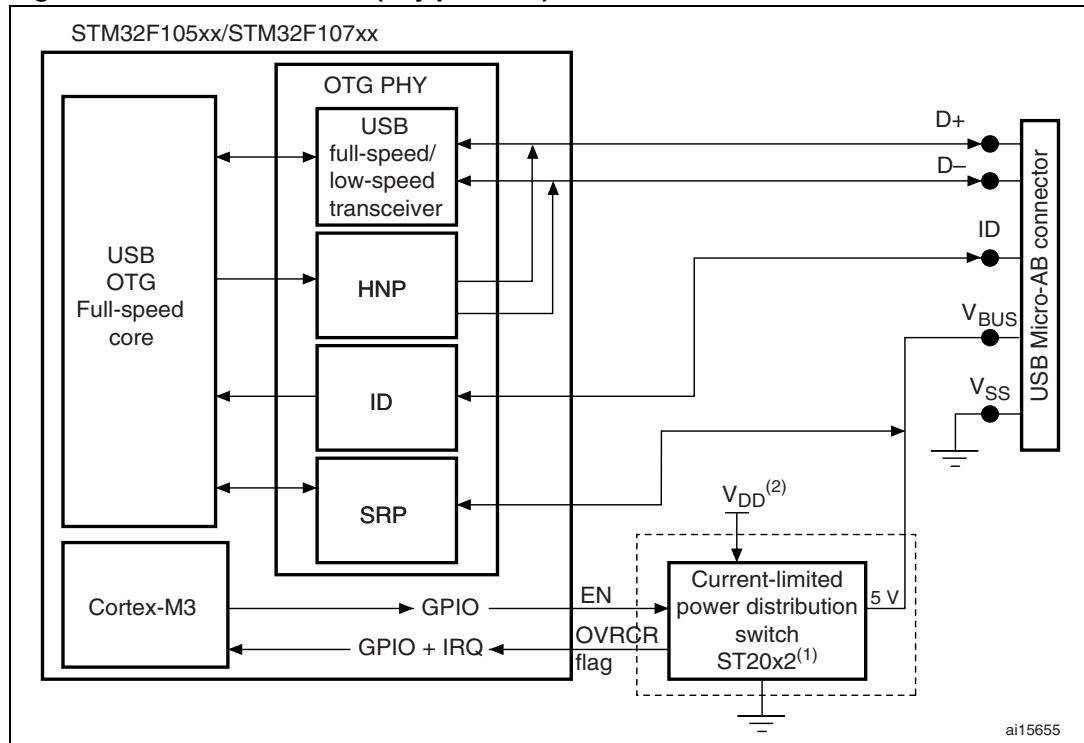 STM32F105xx/STM32F107xx
OTG PHY
USB
full-speed/
low-speed
transceiver
HNP
ID
SRP
USB
OTG
Full-speed
core
Cortex-M3
GPIO
GPIO + IRQ
EN
OVRCR
flag
VDD(2)
Current-limited
power distribution
switch
ST20x2(1)
5 V
D+
D–
ID
VBUS
VSS
USB Micro-AB connector
ai15655